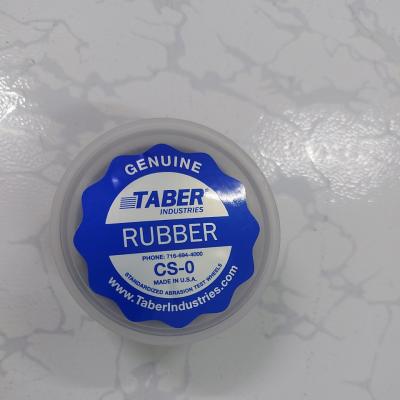 GENUINE
TABER®
INDUSTRIES
RUBBER
PHONE: 716-694-4000
CS-0
MADE IN U.S.A.
STANDARDIZED ABRASION TEST WHEELS
www.TaberIndustries.com